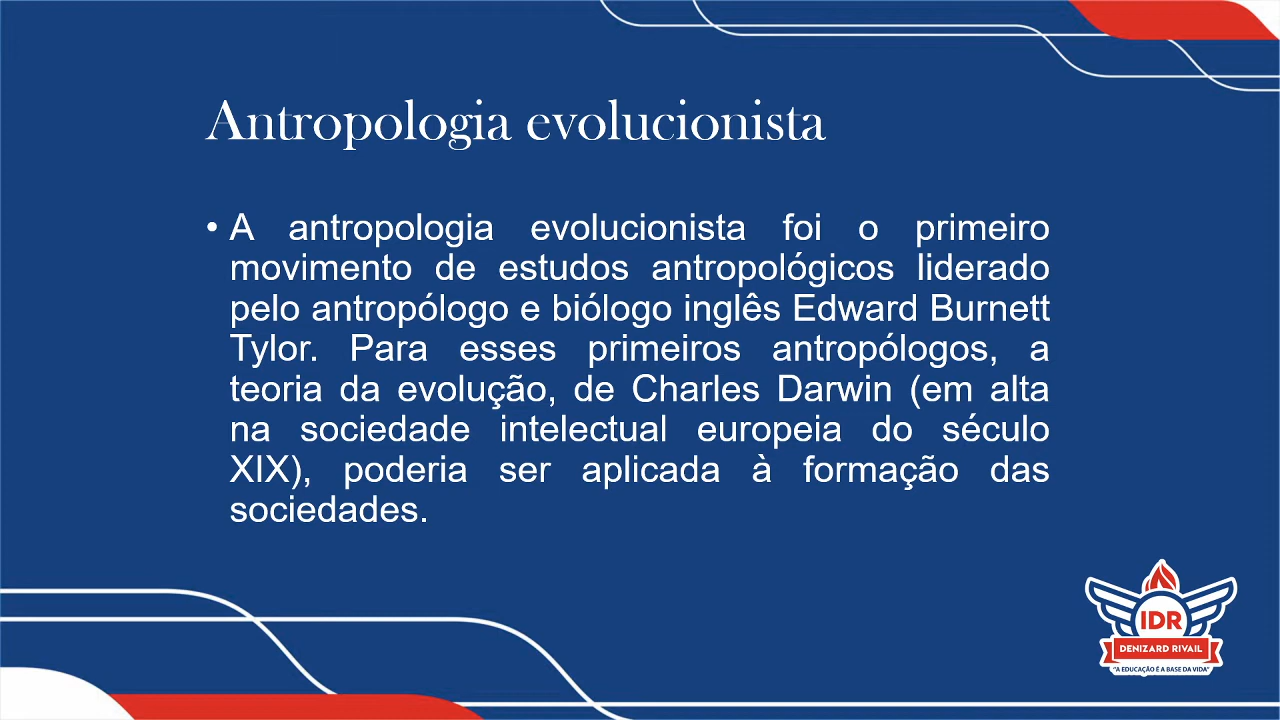 Antropologia evolucionista
• A antropologia evolucionista foi o primeiro
movimento de estudos antropológicos liderado
pelo antropólogo e biólogo inglês Edward Burnett
Tylor. Para esses primeiros antropólogos, a
teoria da evolução, de Charles Darwin (em alta
na sociedade intelectual europeia do século
XIX), poderia ser aplicada à formação das
sociedades.
IDR
DENIZARD RIVAIL
"A EDUCAÇÃO É A BASE DA VIDA"